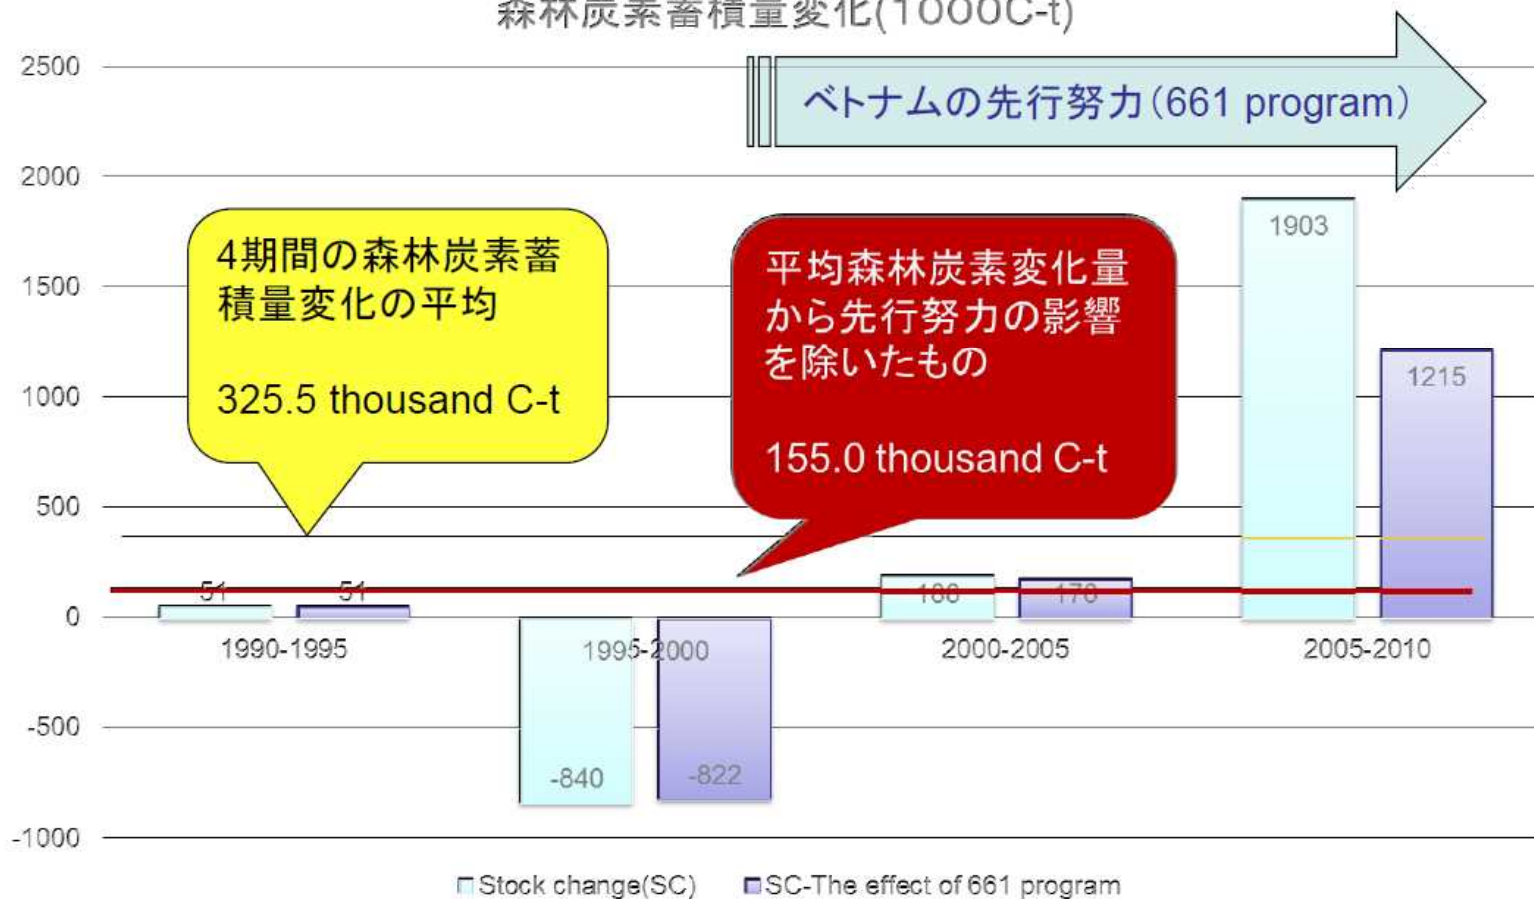 森林炭素蓄積量変化(1000C-t)
2500
ベトナムの先行努力(661 program)
2000
4期間の森林炭素蓄
積量変化の平均
325.5 thousand C-t
平均森林炭素変化量
から先行努力の影響
を除いたもの
155.0 thousand C-t
1903
1500
1215
1000
500
51
51
0
1990-1995
1995-2000
2000-2005
2005-2010
-500
-840
-822
-1000
Stock change(SC)
SC-The effect of 661 program